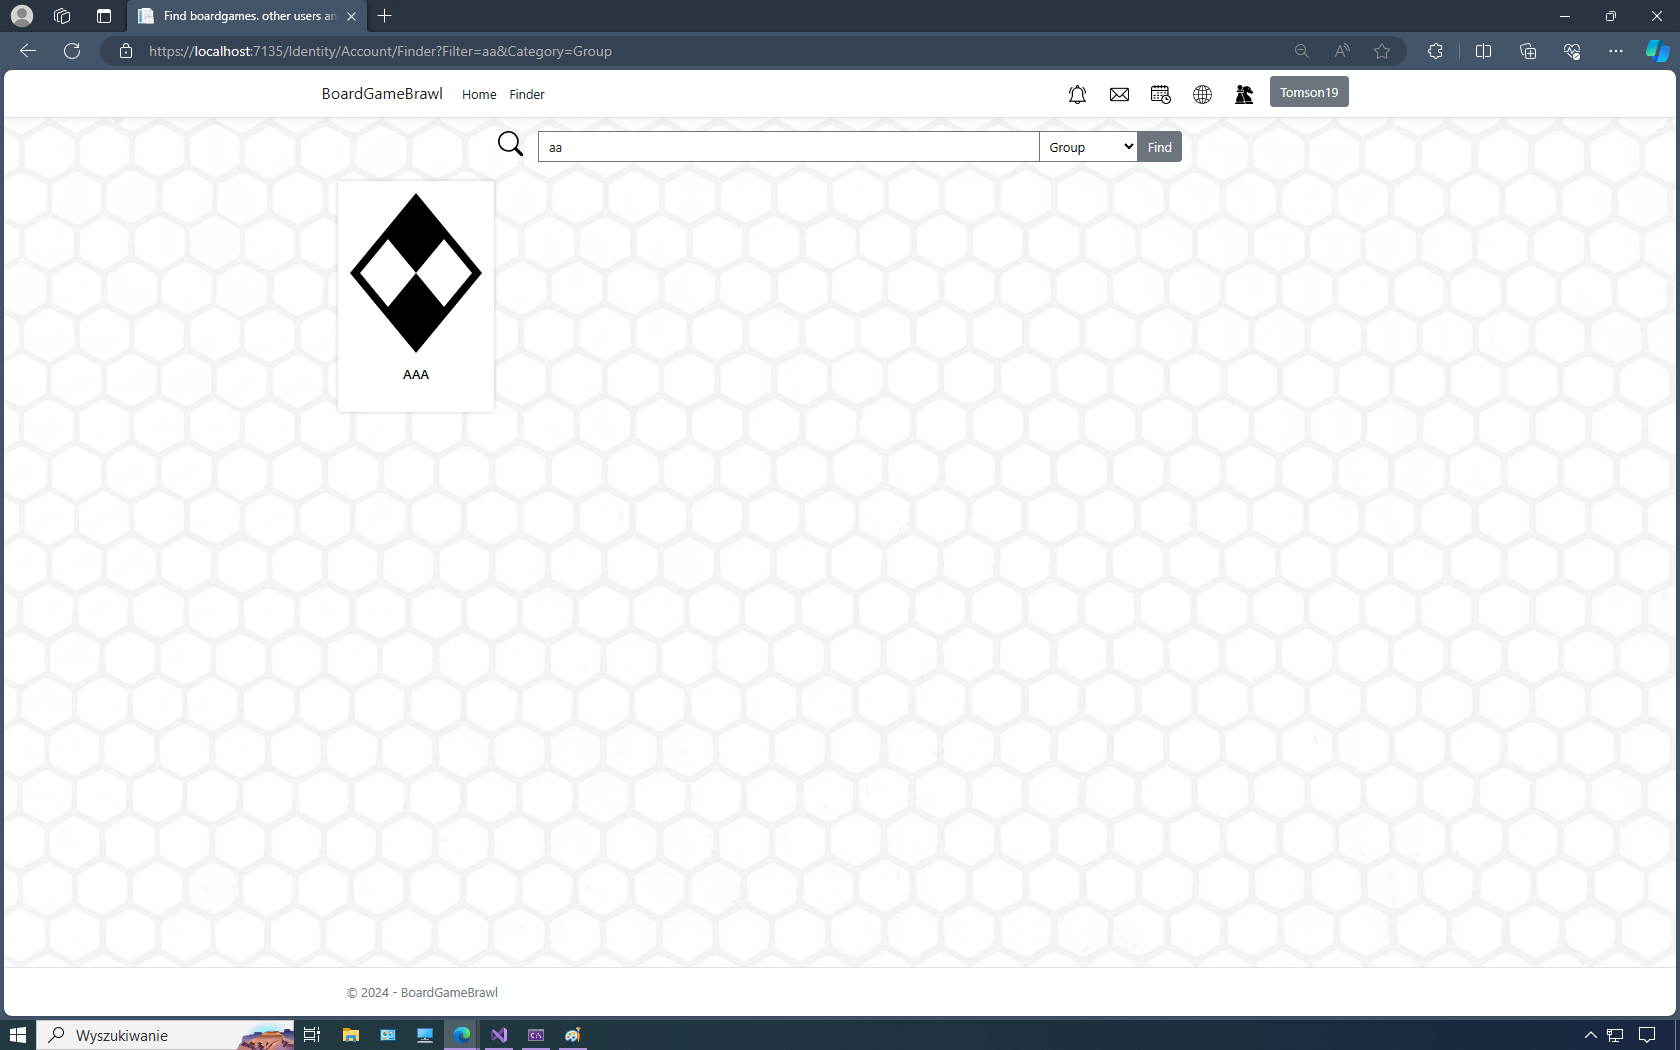 Find boardgames. other users an
https://localhost:7135/Identity/Account/Finder?Filter=aa&Category=Group
BoardGameBrawl Home Finder Tomson19
aa Group Find
AAA
© 2024 - BoardGameBrawl
Wyszukiwanie